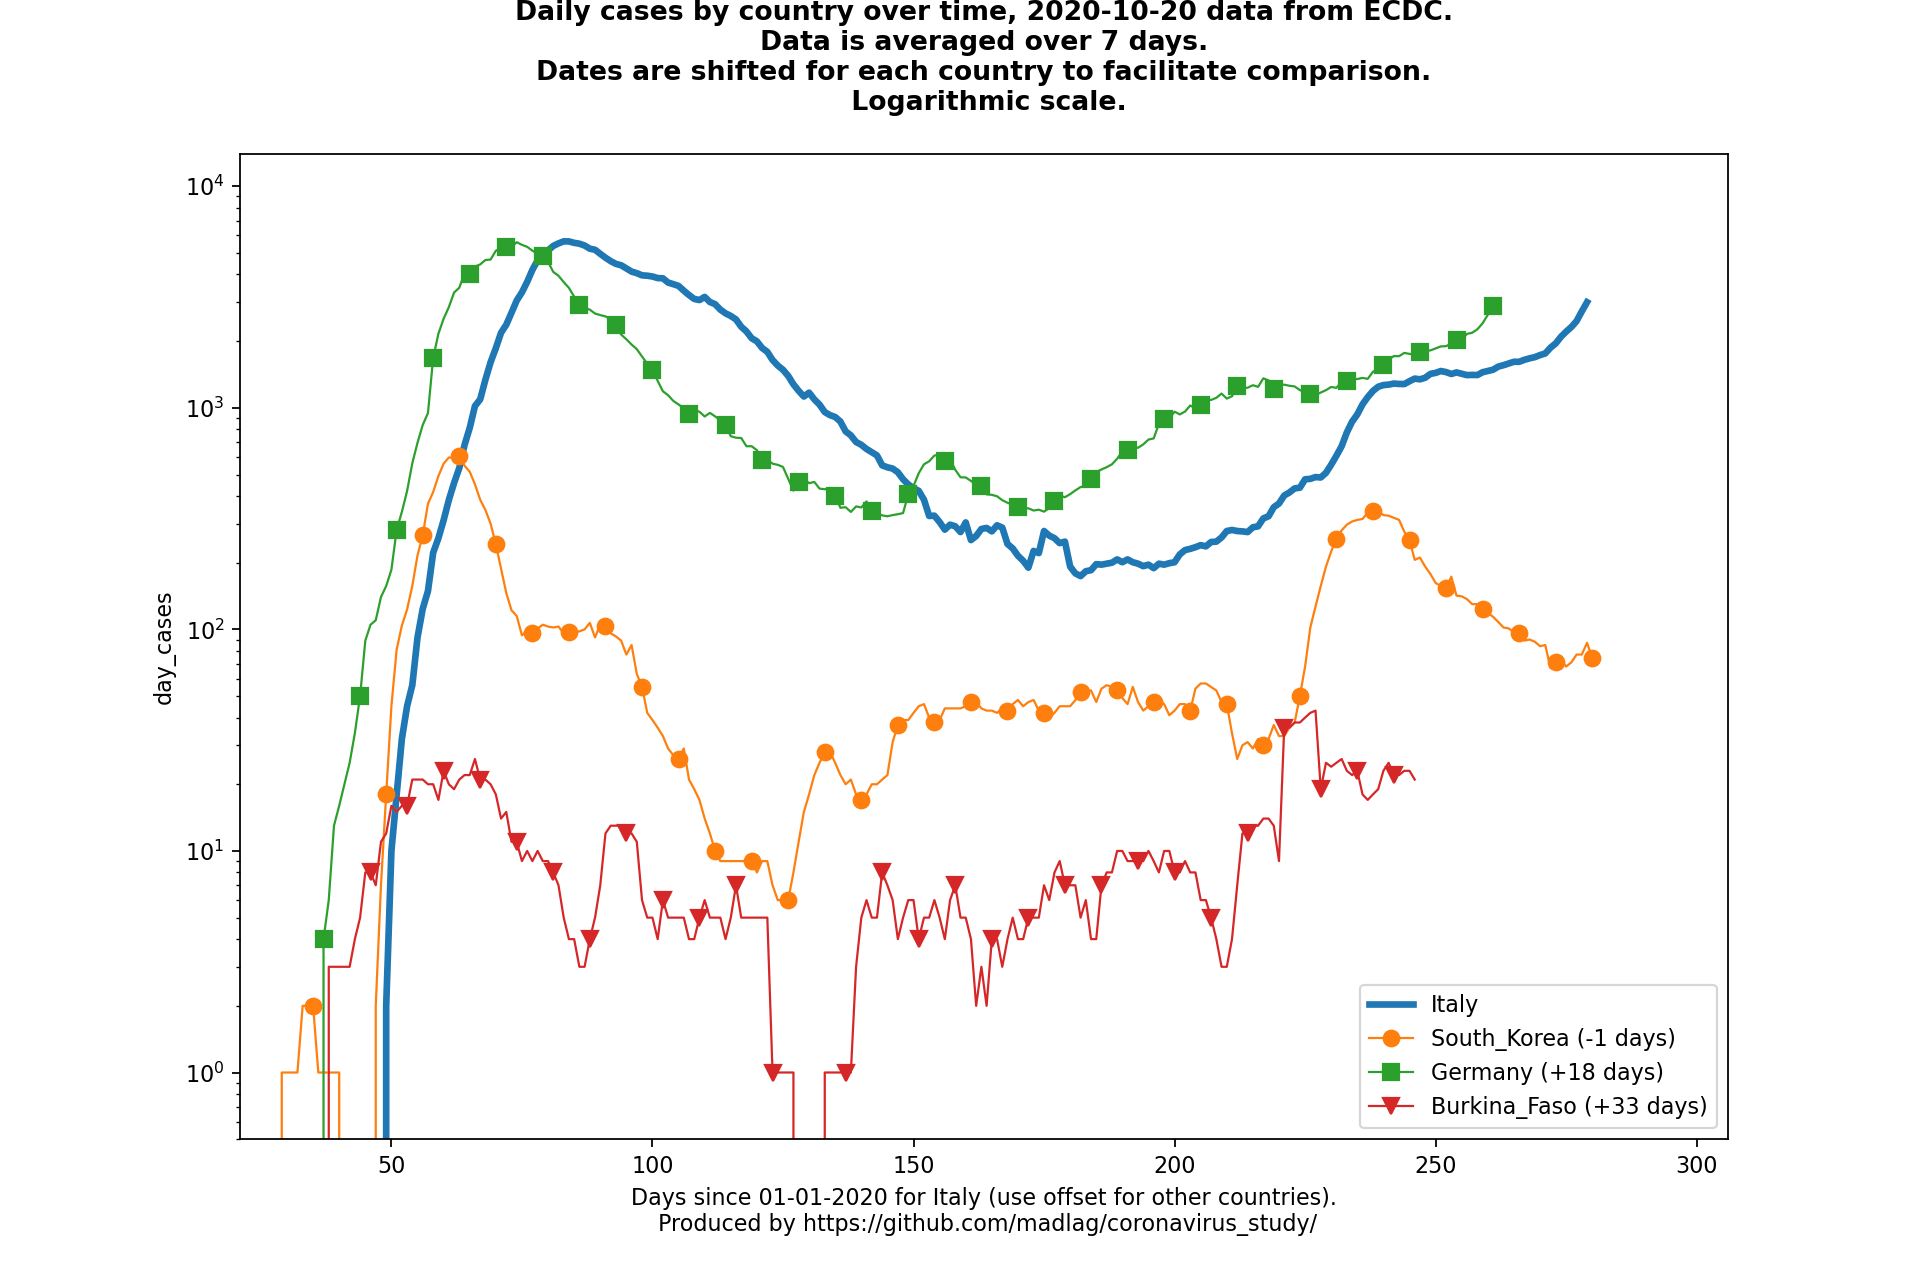 Daily cases by country over time, 2020-10-20 data from ECDC.
Data is averaged over 7 days.
Dates are shifted for each country to facilitate comparison.
Logarithmic scale.
10^4
10^3
10^2
10^1
10^0
day_cases
50
100
150
200
250
300
Italy
South_Korea (-1 days)
Germany (+18 days)
Burkina_Faso (+33 days)
Days since 01-01-2020 for Italy (use offset for other countries).
Produced by https://github.com/madlag/coronavirus_study/